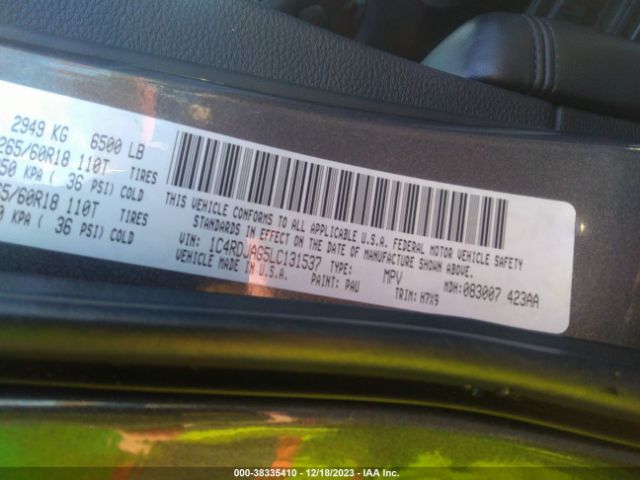 2949 KG 6500 LB
265/60R18 110T TIRES
250 KPA ( 36 PSI) COLD
265/60R18 110T TIRES
KPA ( 36 PSI) COLD
THIS VEHICLE CONFORMS TO ALL APPLICABLE U.S.A. FEDERAL MOTOR VEHICLE SAFETY
STANDARDS IN EFFECT ON THE DATE OF MANUFACTURE SHOWN ABOVE.
VIN: 1C4RDJAG5LC131537 TYPE: MPV MDH: 083007 423AA
VEHICLE MADE IN U.S.A. PAINT: PAU TRIM: H7X9
000-38335410 - 12/18/2023 - IAA Inc.